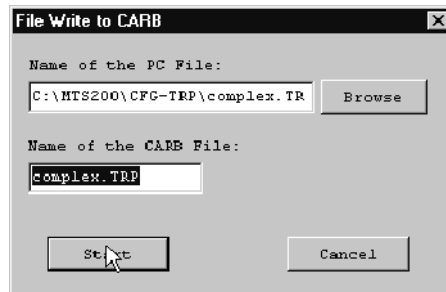 File Write to CARB
Name of the PC File:
C:\MTS200\CFG-TRP\complex.TR
Browse
Name of the CARB File:
complex.TRP
Start
Cancel